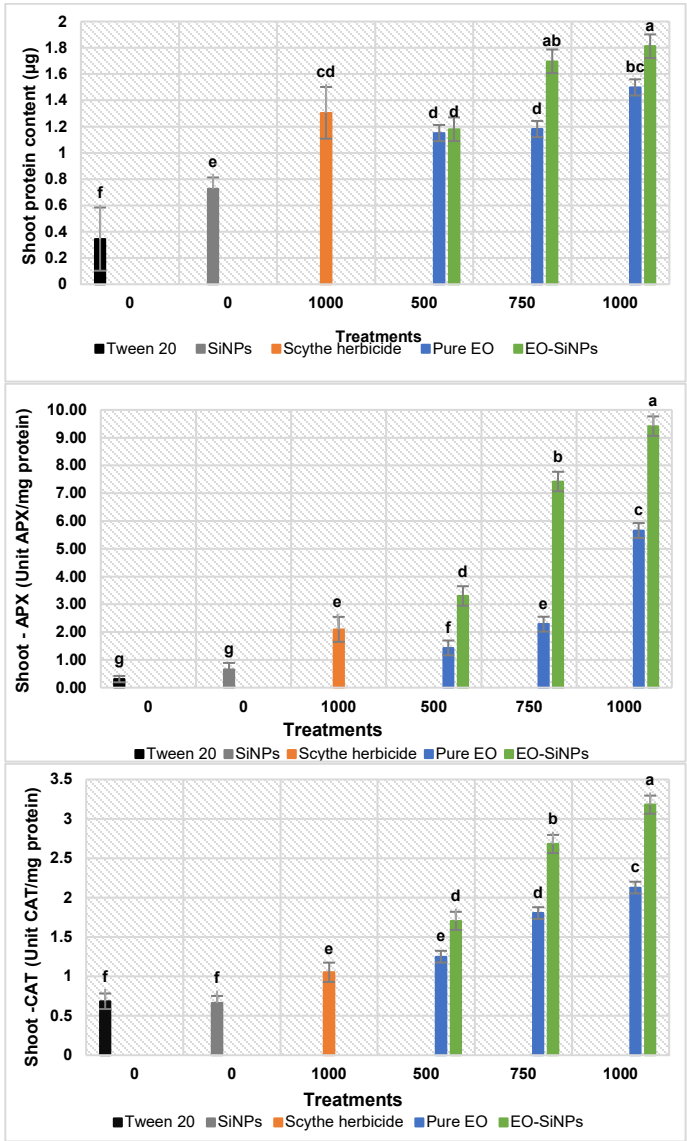 Shoot protein content (µg)
2
1.8
1.6
1.4
1.2
1
0.8
0.6
0.4
0.2
0
f
e
cd
d
d
d
ab
bc
a
0
0
1000
500
750
1000
Treatments
Tween 20 SiNPs Scythe herbicide Pure EO EO-SiNPs
Shoot - APX (Unit APX/mg protein)
10.00
9.00
8.00
7.00
6.00
5.00
4.00
3.00
2.00
1.00
0.00
g
g
e
f
d
e
b
c
a
0
0
1000
500
750
1000
Treatments
Tween 20 SiNPs Scythe herbicide Pure EO EO-SiNPs
Shoot -CAT (Unit CAT/mg protein)
3.5
3
2.5
2
1.5
1
0.5
0
f
f
e
e
d
d
b
c
a
0
0
1000
500
750
1000
Treatments
Tween 20 SiNPs Scythe herbicide Pure EO EO-SiNPs